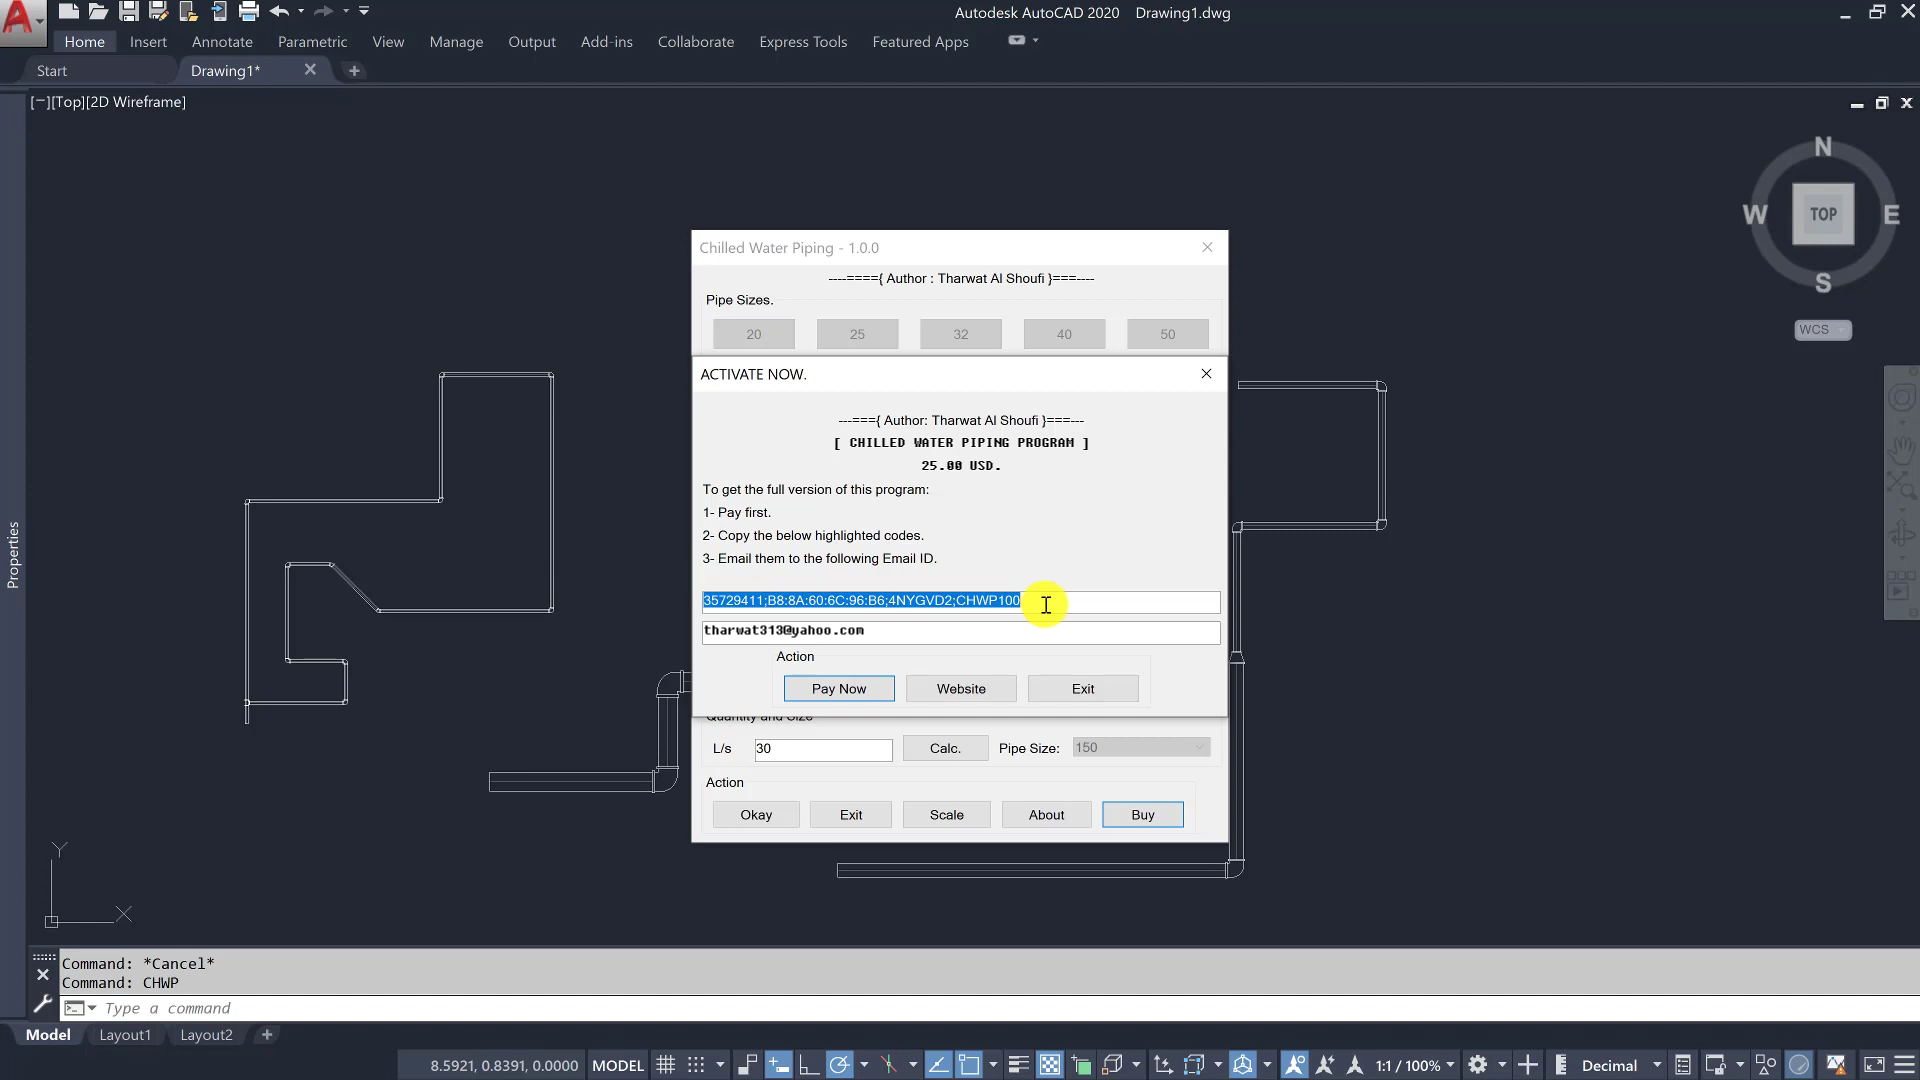 Autodesk AutoCAD 2020 Drawing1.dwg
Home Insert Annotate Parametric View Manage Output Add-ins Collaborate Express Tools Featured Apps
Start Drawing1*
[−][Top][2D Wireframe]
N
W TOP E
S
WCS
Properties
Chilled Water Piping - 1.0.0
----===={ Author : Tharwat Al Shoufi }===----
Pipe Sizes.
20 25 32 40 50
ACTIVATE NOW.
---==={ Author: Tharwat Al Shoufi }===---
[ CHILLED WATER PIPING PROGRAM ]
25.00 USD.
To get the full version of this program:
1- Pay first.
2- Copy the below highlighted codes.
3- Email them to the following Email ID.
35729411;B8:8A:60:6C:96:B6;4NYGVD2;CHWP100
tharwat313@yahoo.com
Action
Pay Now Website Exit
Quantity and Size
L/s 30 Calc. Pipe Size: 150
Action
Okay Exit Scale About Buy
Y
X
Command: *Cancel*
Command: CHWP
Type a command
Model Layout1 Layout2
8.5921, 0.8391, 0.0000 MODEL 1:1 / 100% Decimal